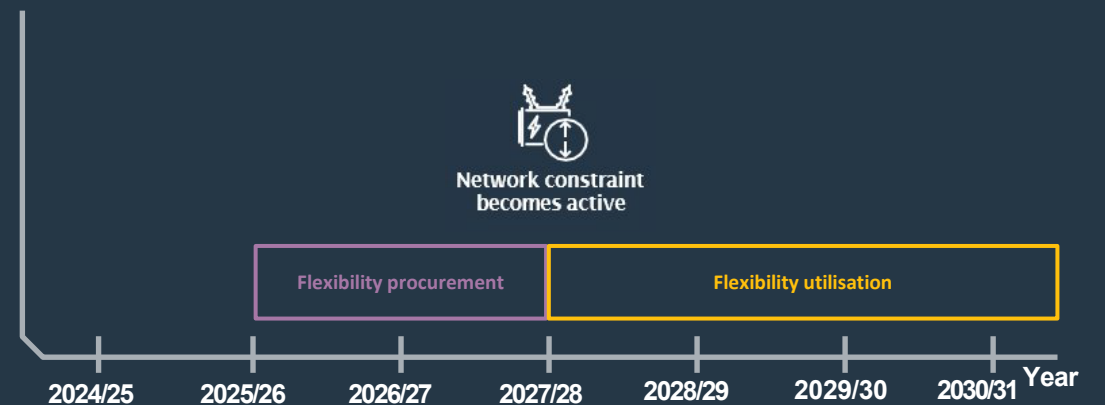 Network constraint
becomes active
Flexibility procurement
Flexibility utilisation
2024/25
2025/26
2026/27
2027/28
2028/29
2029/30
2030/31
Year